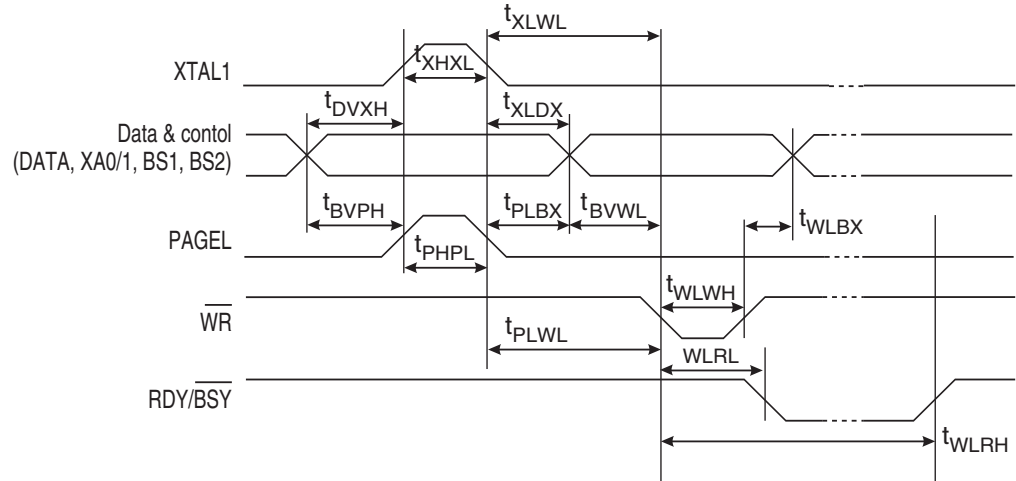 tXLWL
XTAL1
tXHXL
tDVXH
tXLDX
Data & contol
(DATA, XA0/1, BS1, BS2)
tBVPH
tPLBX
tBVWL
tWLBX
PAGEL
tPHPL
tWLWH
WR
tPLWL
WLRL
RDY/BSY
tWLRH